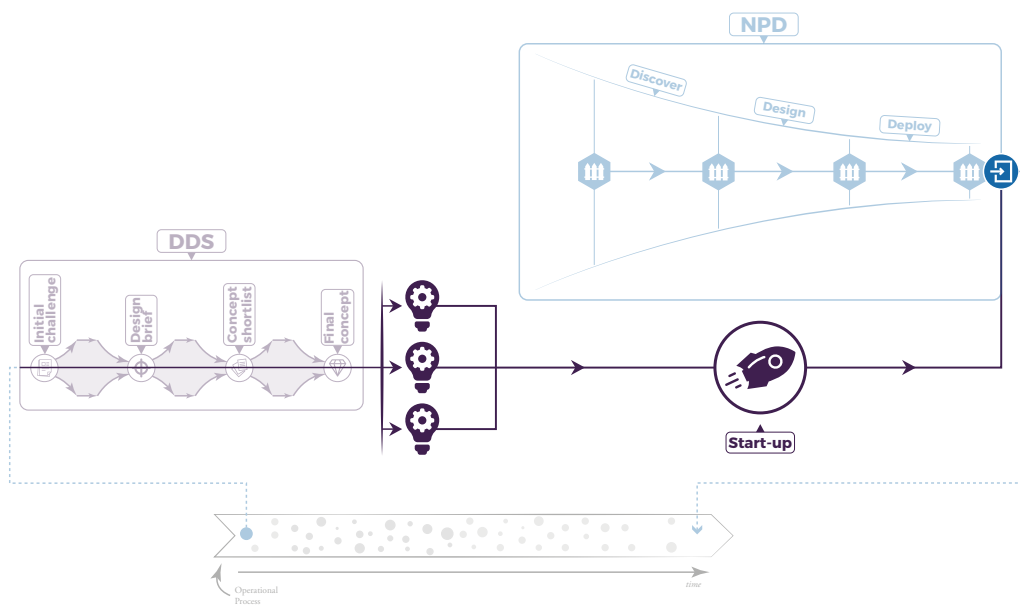 NPD
Discover
Design
Deploy
DDS
Initial
challenge
Design
brief
Concept
shortlist
Final
concept
Start-up
time
Operational
Process